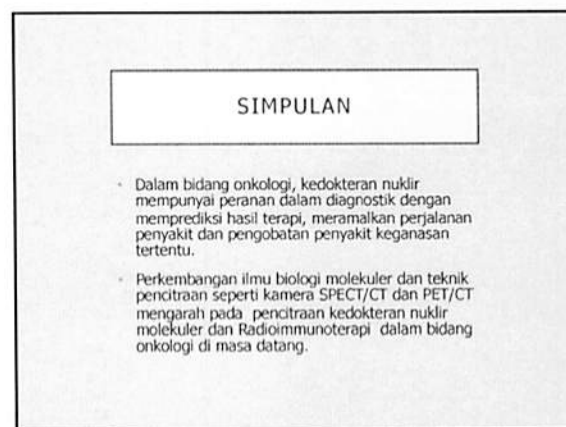 SIMPULAN
Dalam bidang onkologi, kedokteran nuklir
mempunyai peranan dalam diagnostik dengan
memprediksi hasil terapi, meramalkan perjalanan
penyakit dan pengobatan penyakit keganasan
tertentu.
Perkembangan ilmu biologi molekuler dan teknik
pencitraan seperti kamera SPECT/CT dan PET/CT
mengarah pada pencitraan kedokteran nuklir
molekuler dan Radioimmunoterapi dalam bidang
onkologi di masa datang.